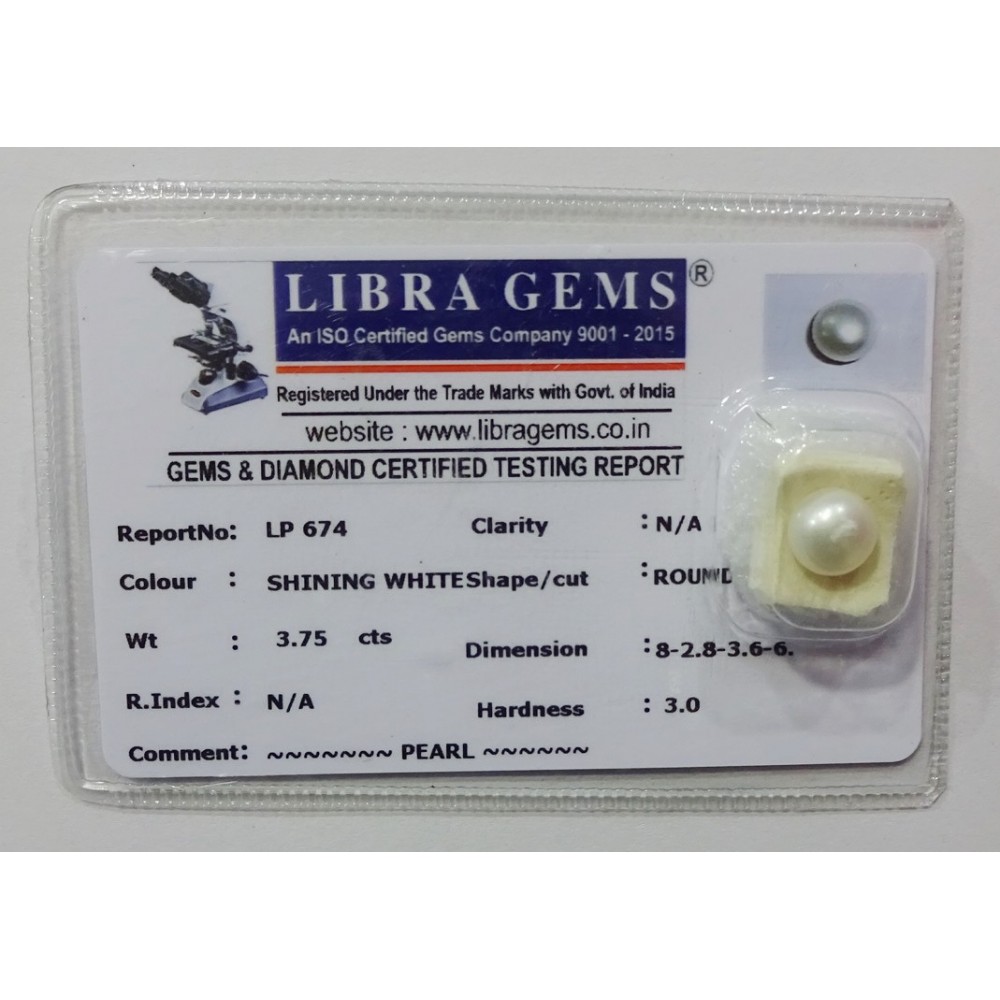 LIBRA GEMS®
An ISO Certified Gems Company 9001 - 2015
Registered Under the Trade Marks with Govt. of India
website : www.libragems.co.in
GEMS & DIAMOND CERTIFIED TESTING REPORT
ReportNo: LP 674 Clarity : N/A
Colour : SHINING WHITE Shape/cut : ROUND
Wt : 3.75 cts Dimension : 8-2.8-3.6-6.
R.Index : N/A Hardness : 3.0
Comment: ~~~~~~~ PEARL ~~~~~~